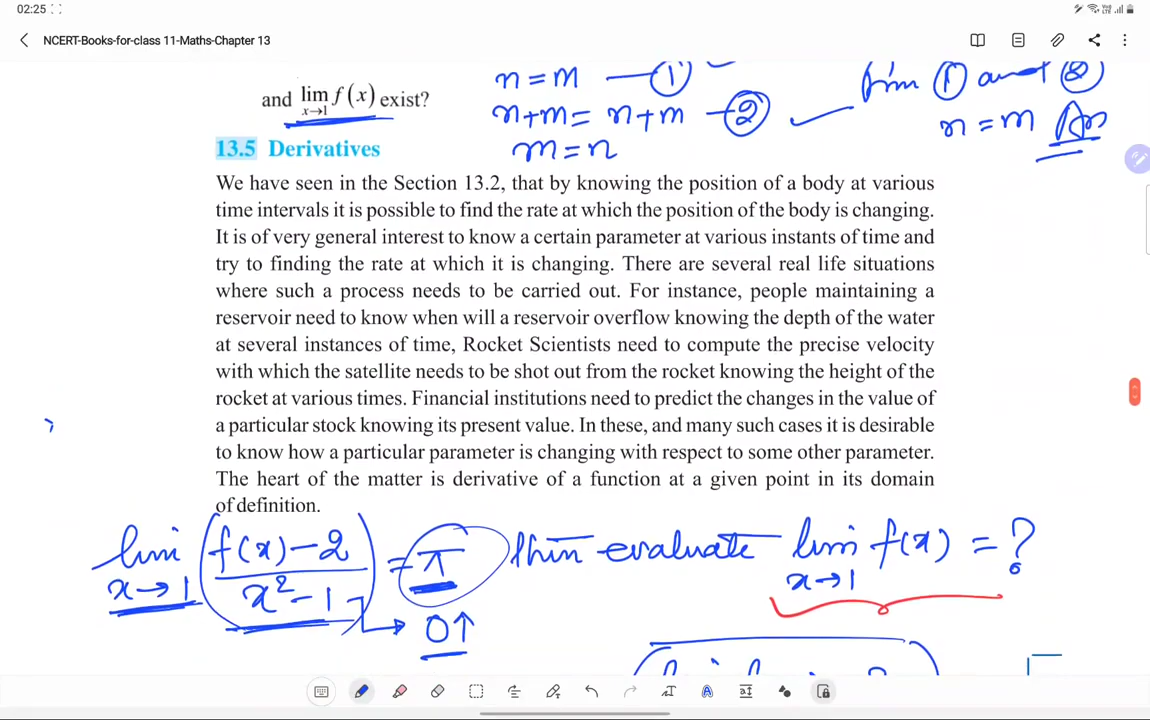 02:25
NCERT-Books-for-class 11-Maths-Chapter 13
n = m —①
and lim x→1 f(x) exist?
n+m = n+m —②
m = n
from ① and ②
n = m Ans
13.5 Derivatives
We have seen in the Section 13.2, that by knowing the position of a body at various
time intervals it is possible to find the rate at which the position of the body is changing.
It is of very general interest to know a certain parameter at various instants of time and
try to finding the rate at which it is changing. There are several real life situations
where such a process needs to be carried out. For instance, people maintaining a
reservoir need to know when will a reservoir overflow knowing the depth of the water
at several instances of time, Rocket Scientists need to compute the precise velocity
with which the satellite needs to be shot out from the rocket knowing the height of the
rocket at various times. Financial institutions need to predict the changes in the value of
a particular stock knowing its present value. In these, and many such cases it is desirable
to know how a particular parameter is changing with respect to some other parameter.
The heart of the matter is derivative of a function at a given point in its domain
of definition.
lim x→1 (f(x)-2 / x²-1) = π then evaluate lim x→1 f(x) = ?
→ 0↑